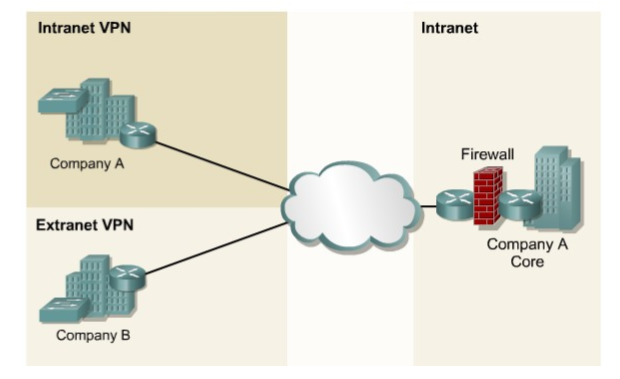 Intranet VPN
Intranet
Company A
Firewall
Company A
Core
Extranet VPN
Company B